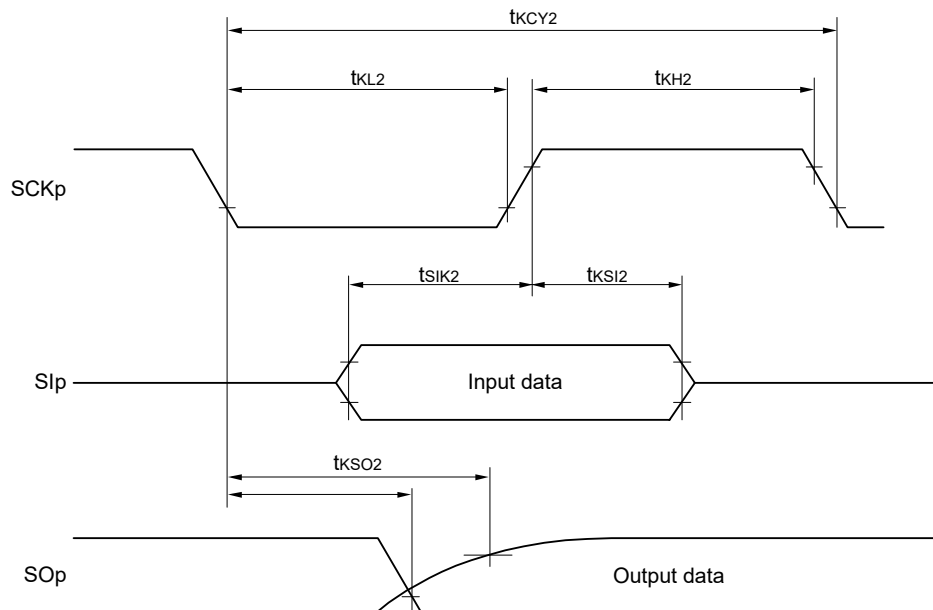 tKCY2
tKL2
tKH2
SCKp
tSIK2
tKSI2
SIp
Input data
tKSO2
SOp
Output data